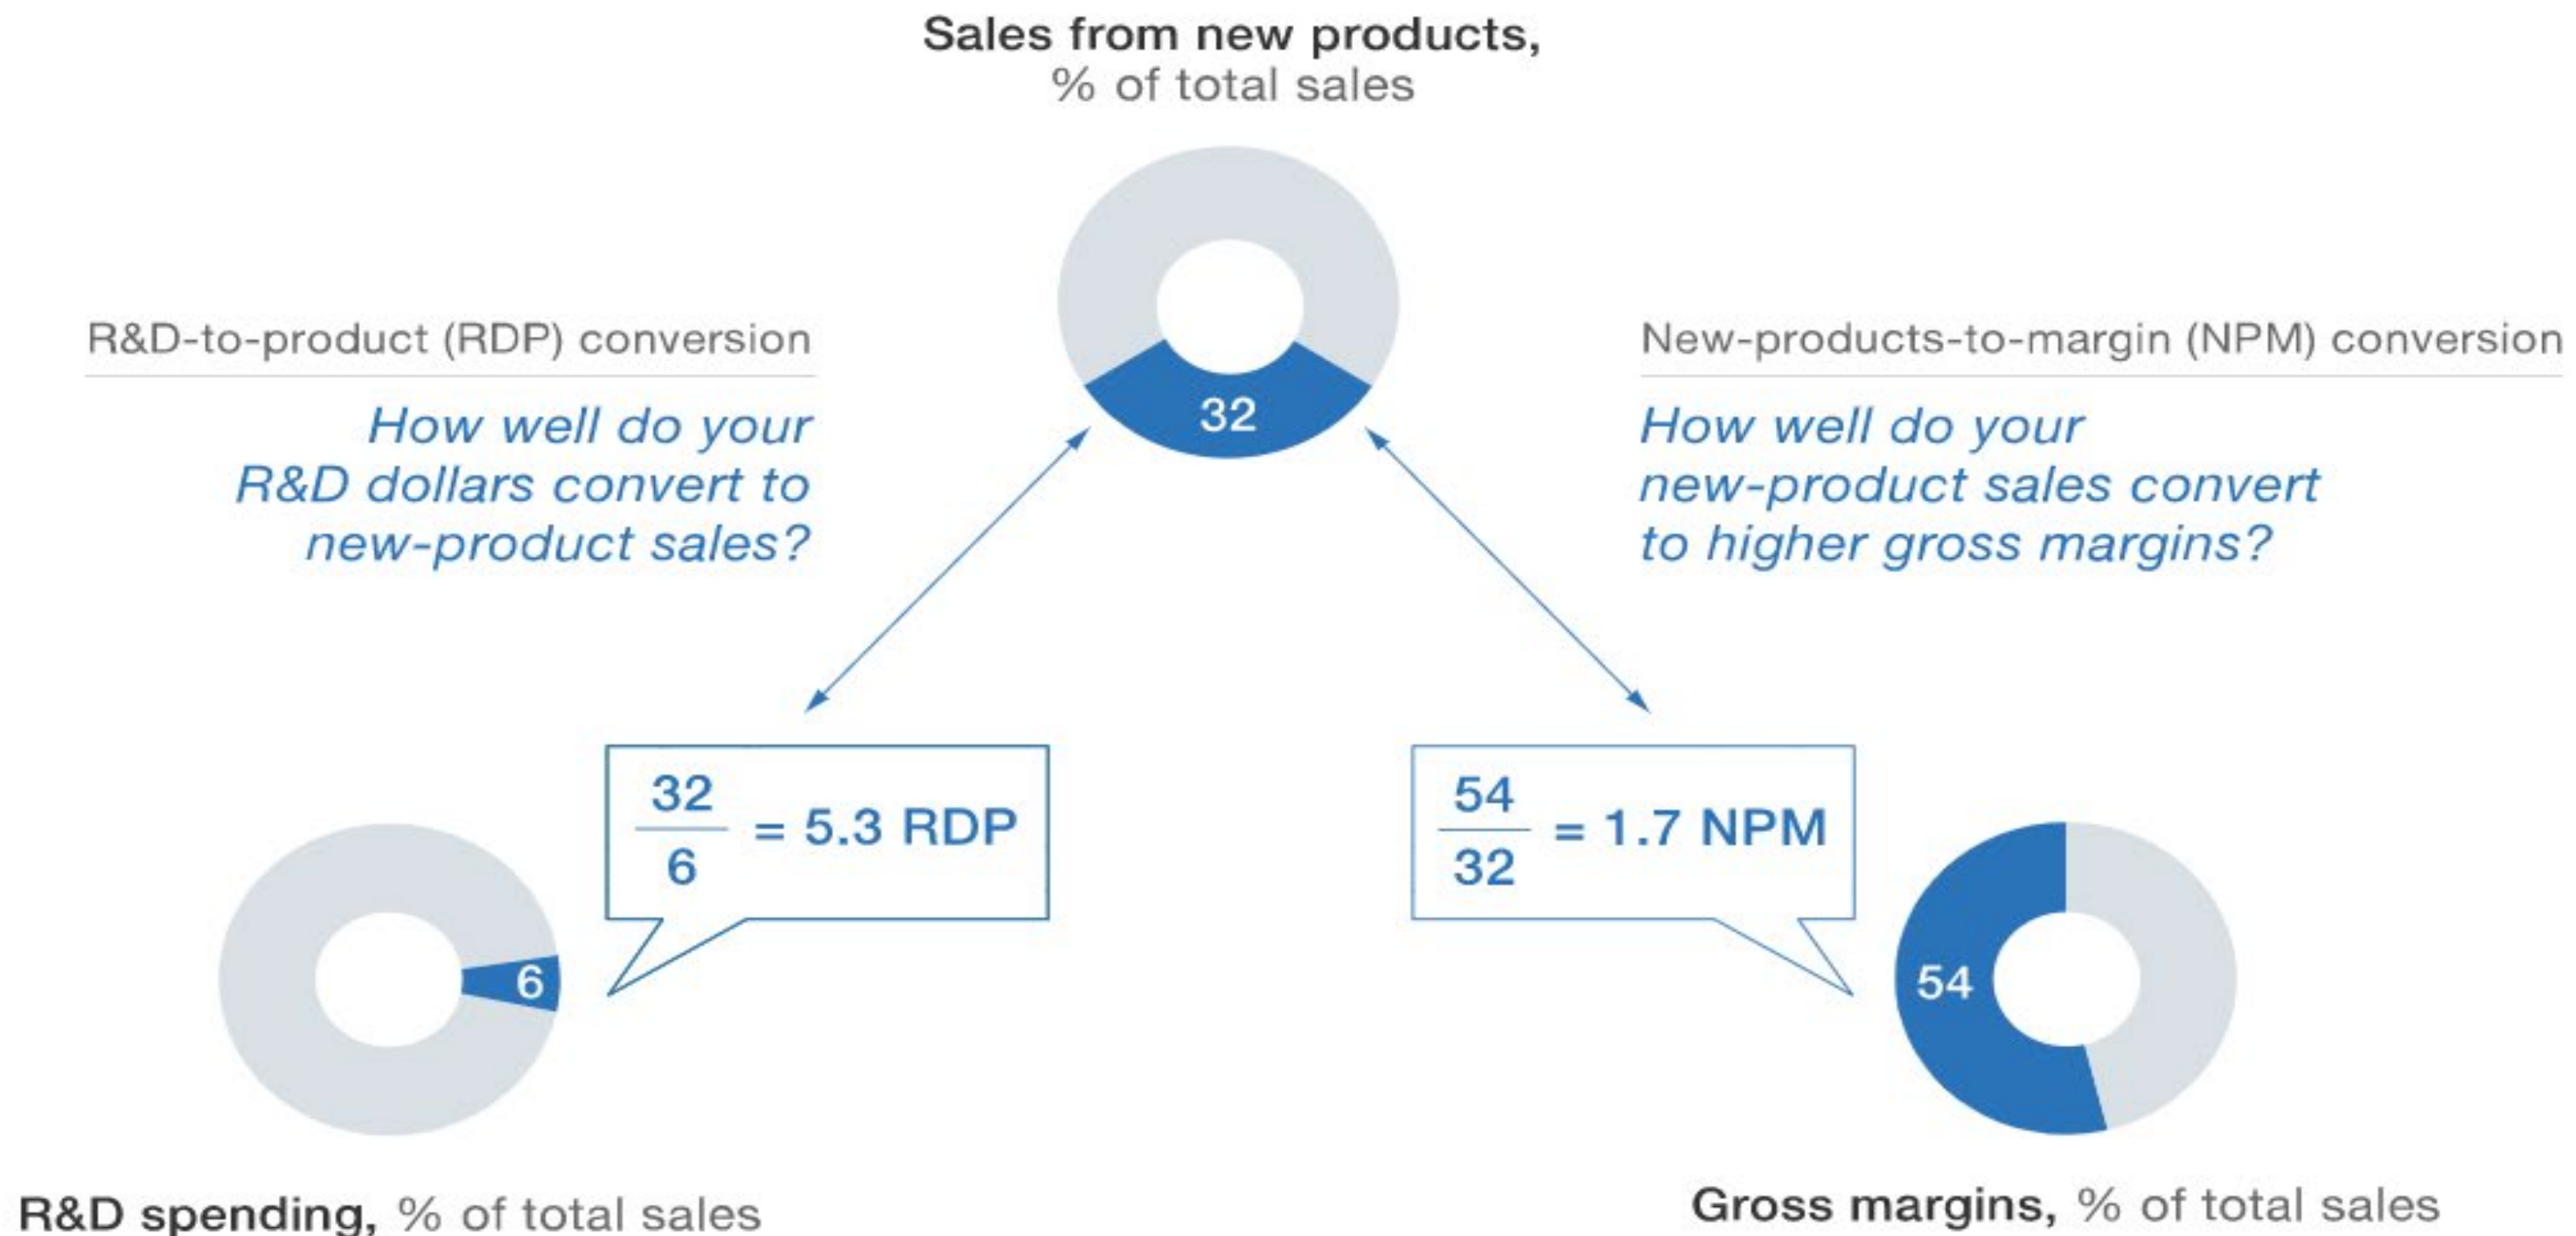 Sales from new products,
% of total sales
32
R&D-to-product (RDP) conversion
How well do your
R&D dollars convert to
new-product sales?
New-products-to-margin (NPM) conversion
How well do your
new-product sales convert
to higher gross margins?
32
6
= 5.3 RDP
54
32
= 1.7 NPM
6
54
R&D spending, % of total sales
Gross margins, % of total sales